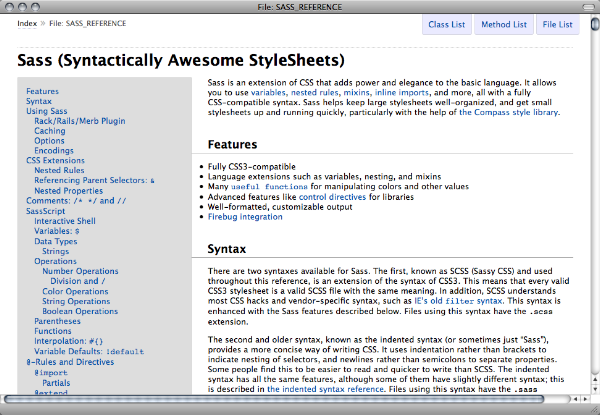 File: SASS_REFERENCE
Index » File: SASS_REFERENCE
Class List
Method List
File List
Sass (Syntactically Awesome StyleSheets)
Features
Syntax
Using Sass
Rack/Rails/Merb Plugin
Caching
Options
Encodings
CSS Extensions
Nested Rules
Referencing Parent Selectors: &
Nested Properties
Comments: /* */ and //
SassScript
Interactive Shell
Variables: $
Data Types
Strings
Operations
Number Operations
Division and /
Color Operations
String Operations
Boolean Operations
Parentheses
Functions
Interpolation: #{}
Variable Defaults: !default
@-Rules and Directives
@import
Partials
@extend
Sass is an extension of CSS that adds power and elegance to the basic language. It allows
you to use variables, nested rules, mixins, inline imports, and more, all with a fully
CSS-compatible syntax. Sass helps keep large stylesheets well-organized, and get small
stylesheets up and running quickly, particularly with the help of the Compass style library.
Features
• Fully CSS3-compatible
• Language extensions such as variables, nesting, and mixins
• Many useful functions for manipulating colors and other values
• Advanced features like control directives for libraries
• Well-formatted, customizable output
• Firebug integration
Syntax
There are two syntaxes available for Sass. The first, known as SCSS (Sassy CSS) and used
throughout this reference, is an extension of the syntax of CSS3. This means that every valid
CSS3 stylesheet is a valid SCSS file with the same meaning. In addition, SCSS understands
most CSS hacks and vendor-specific syntax, such as IE's old filter syntax. This syntax is
enhanced with the Sass features described below. Files using this syntax have the .scss
extension.
The second and older syntax, known as the indented syntax (or sometimes just "Sass"),
provides a more concise way of writing CSS. It uses indentation rather than brackets to
indicate nesting of selectors, and newlines rather than semicolons to separate properties.
Some people find this to be easier to read and quicker to write than SCSS. The indented
syntax has all the same features, although some of them have slightly different syntax; this
is described in the indented syntax reference. Files using this syntax have the .sass